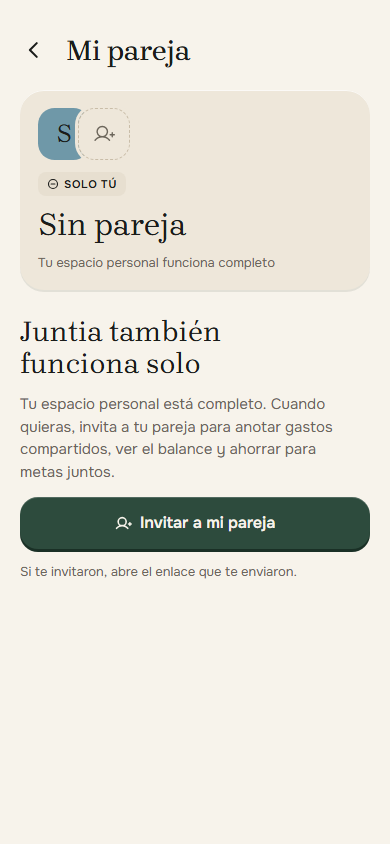 Mi pareja
S
SOLO TÚ
Sin pareja
Tu espacio personal funciona completo
Juntia también
funciona solo
Tu espacio personal está completo. Cuando
quieras, invita a tu pareja para anotar gastos
compartidos, ver el balance y ahorrar para
metas juntos.
Invitar a mi pareja
Si te invitaron, abre el enlace que te enviaron.